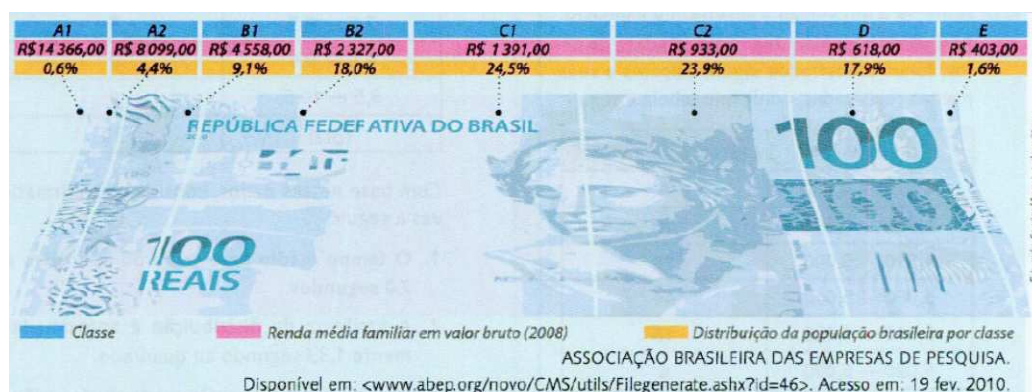 A1 A2 B1 B2 C1 C2 D E
R$14 366,00 R$ 8 099,00 R$ 4 558,00 R$ 2 327,00 R$ 1 391,00 R$ 933,00 R$ 618,00 R$ 403,00
0,6% 4,4% 9,1% 18,0% 24,5% 23,9% 17,9% 1,6%
REPÚBLICA FEDEFATIVA DO BRASIL
100
100
100
REAIS
Classe Renda média familiar em valor bruto (2008) Distribuição da população brasileira por classe
ASSOCIAÇÃO BRASILEIRA DAS EMPRESAS DE PESQUISA.
Disponível em: <www.abep.org/novo/CMS/utils/Filegenerate.ashx?id=46>. Acesso em: 19 fev. 2010.